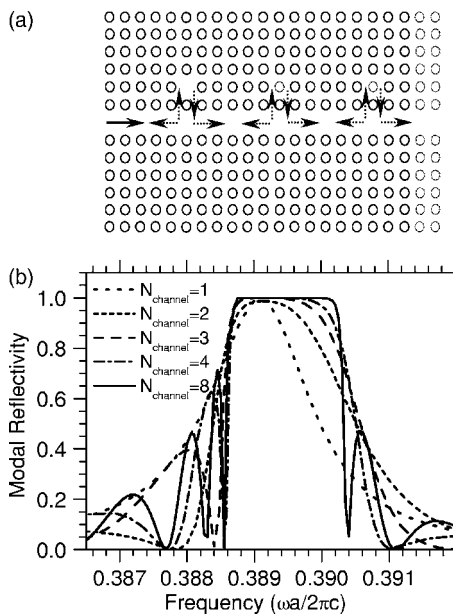 (a)
(b)
1.0
0.8
0.6
0.4
0.2
0.0
Modal Reflectivity
N channel=1
N channel=2
N channel=3
N channel=4
N channel=8
0.387 0.388 0.389 0.390 0.391
Frequency (ωa/2πc)